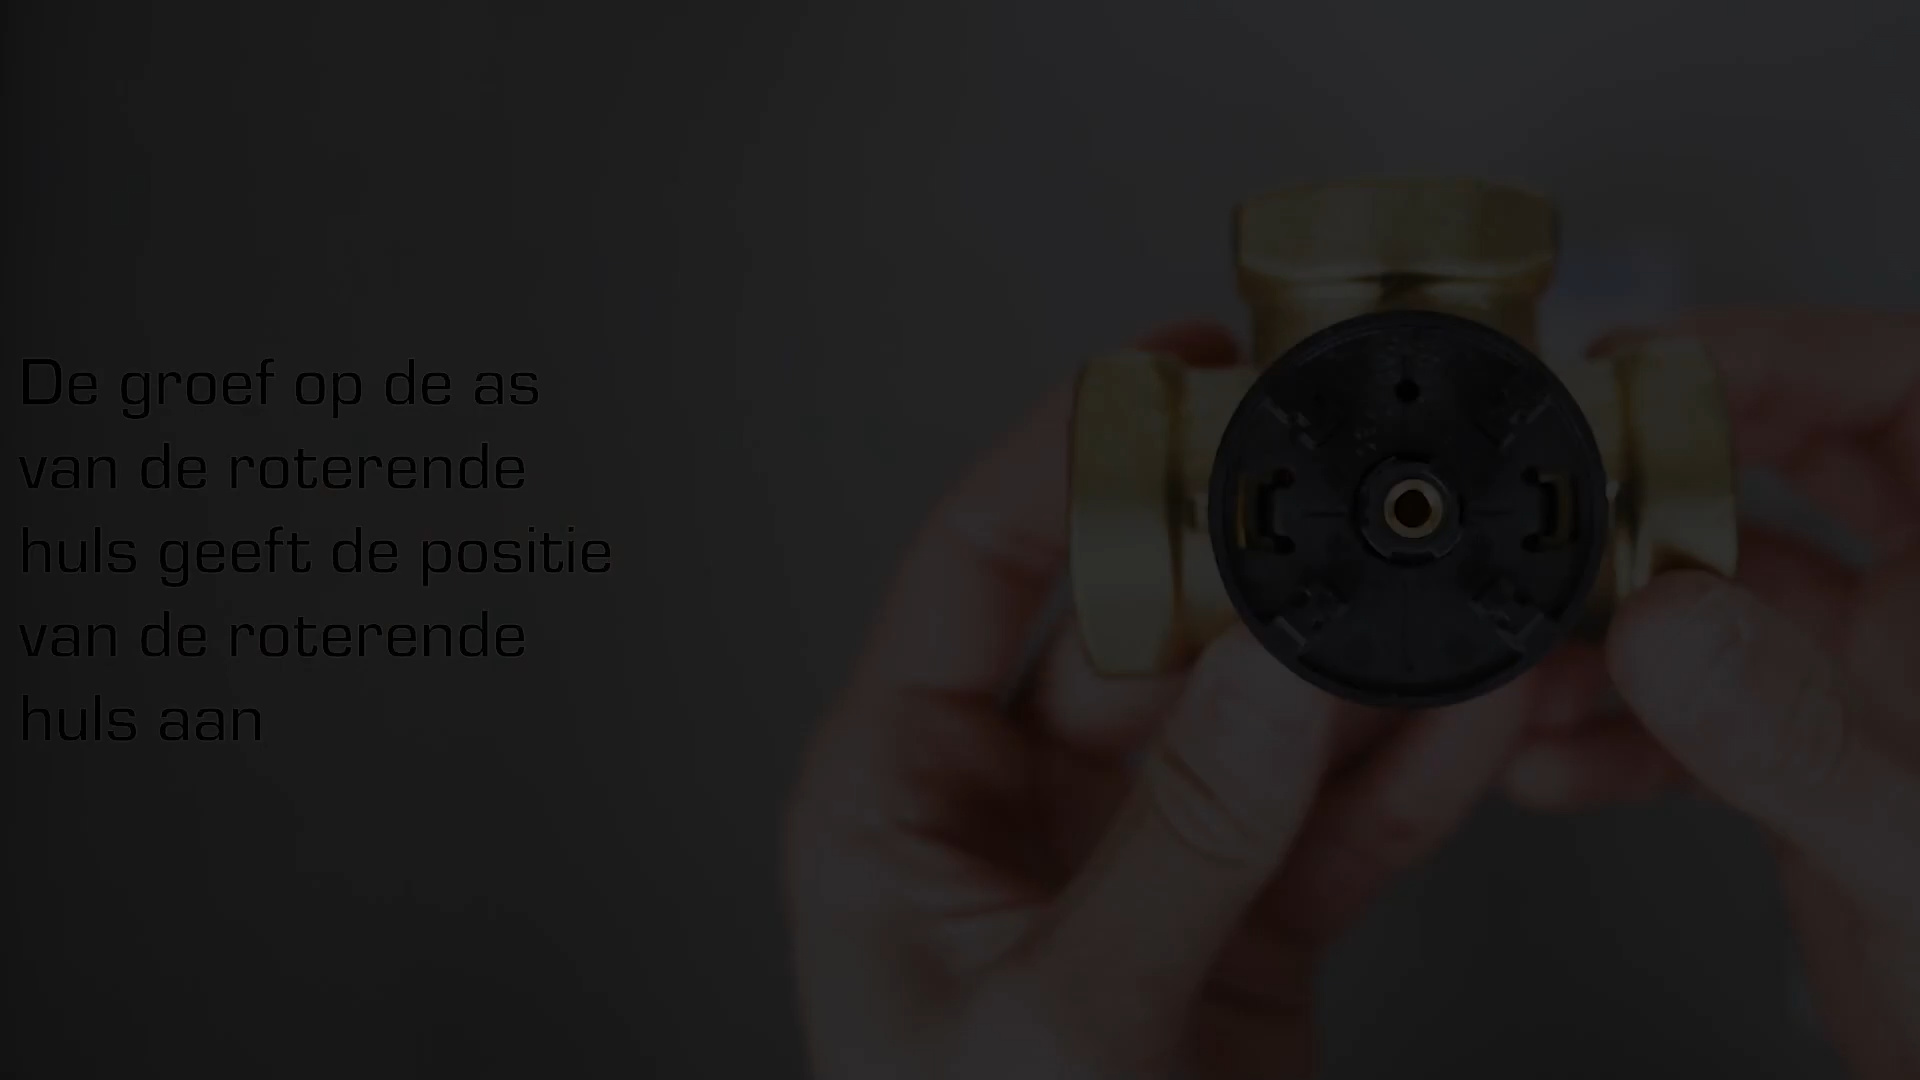 De groef op de as
van de roterende
huls geeft de positie
van de roterende
huls aan